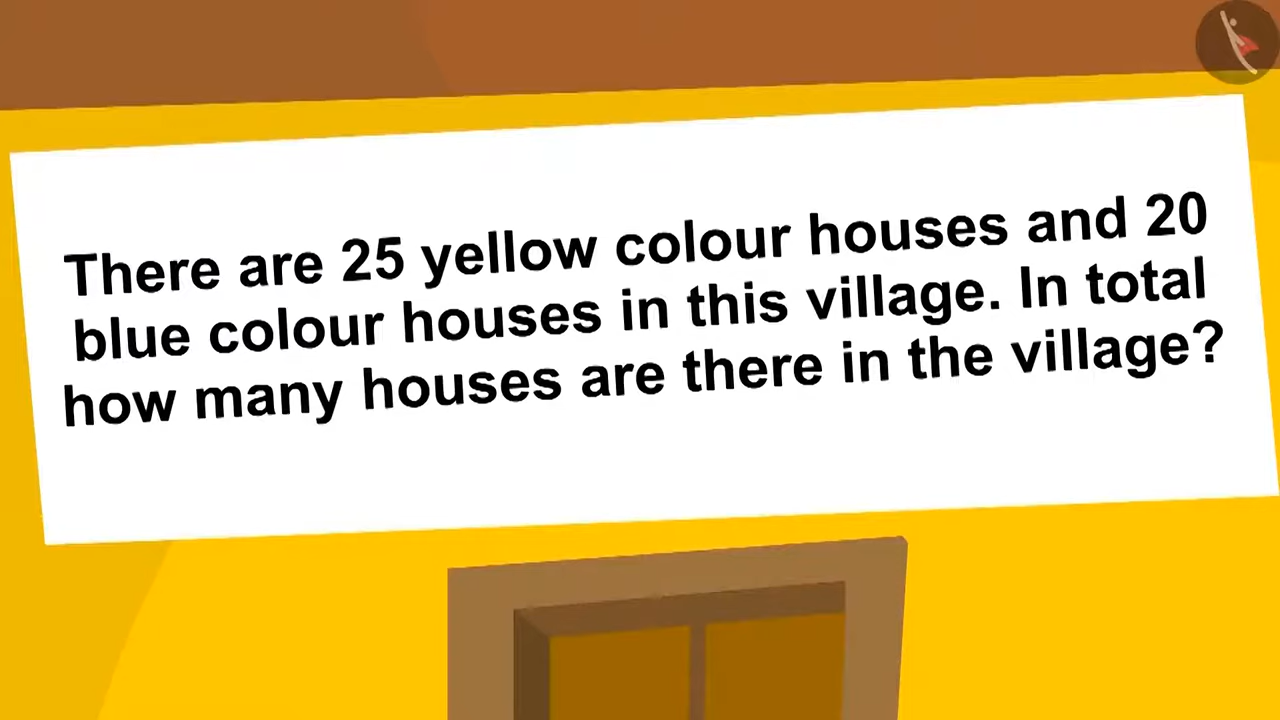 There are 25 yellow colour houses and 20
blue colour houses in this village. In total
how many houses are there in the village?